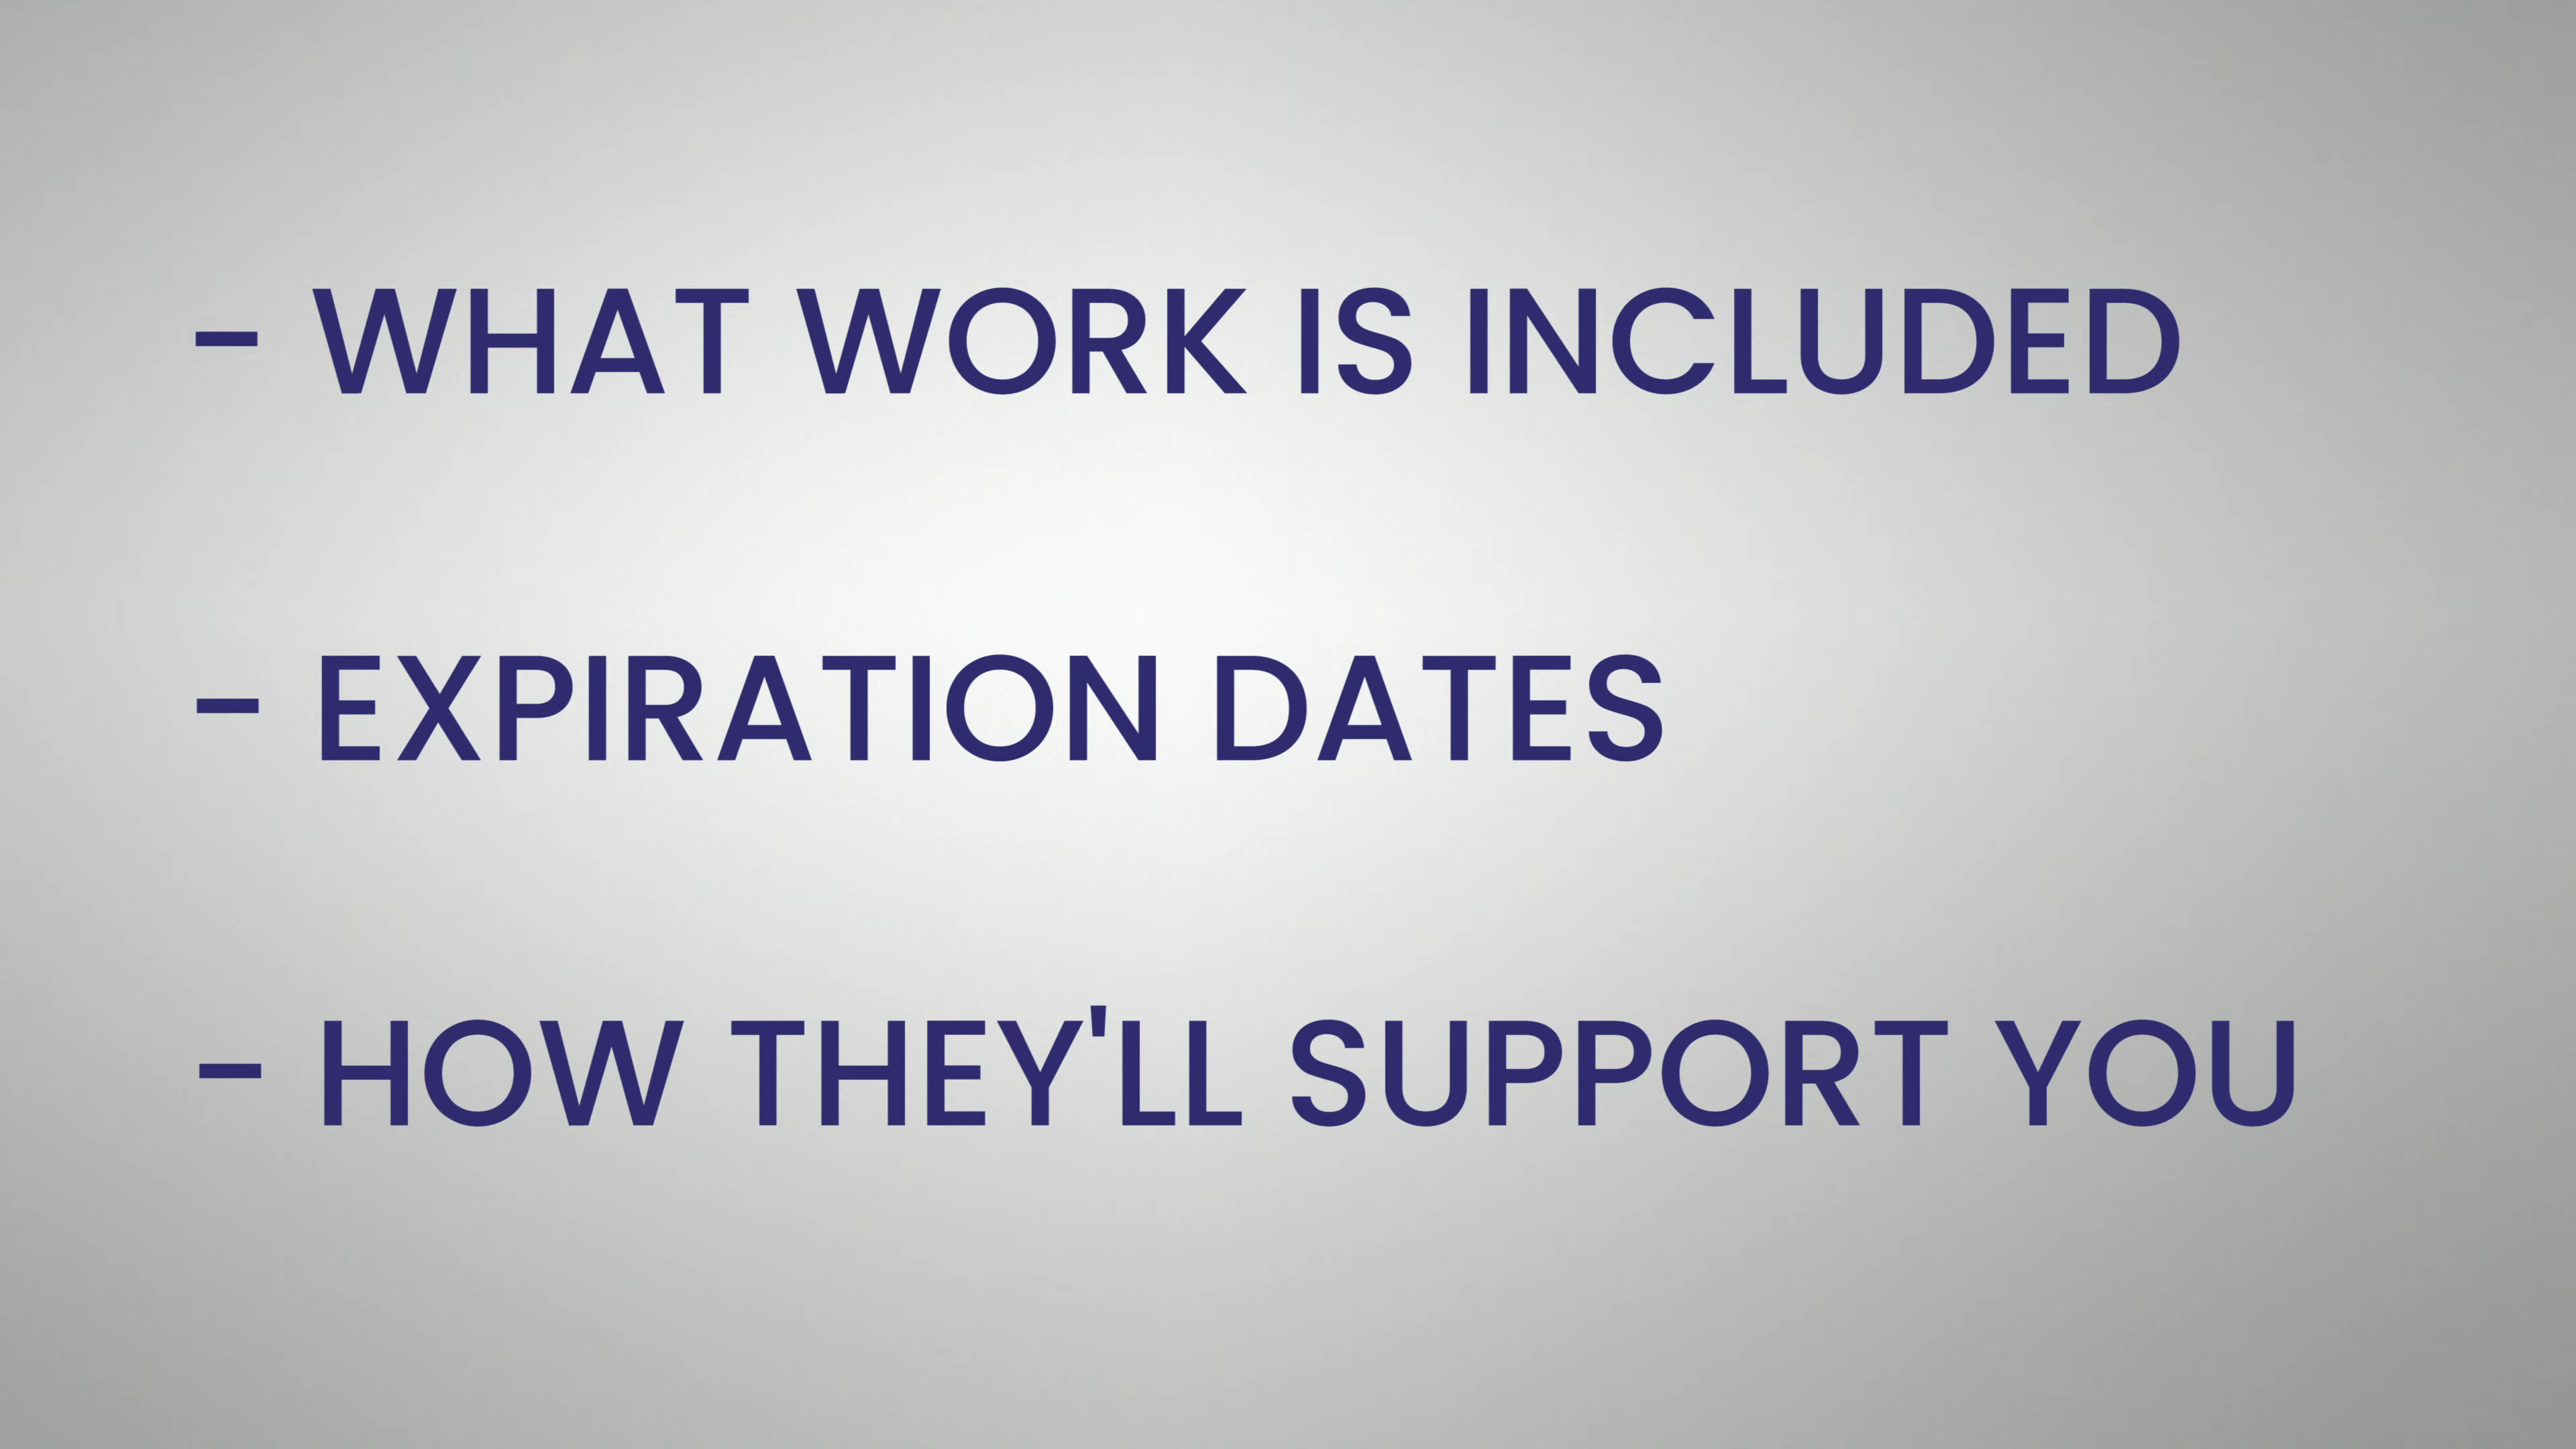 - WHAT WORK IS INCLUDED
- EXPIRATION DATES
- HOW THEY'LL SUPPORT YOU